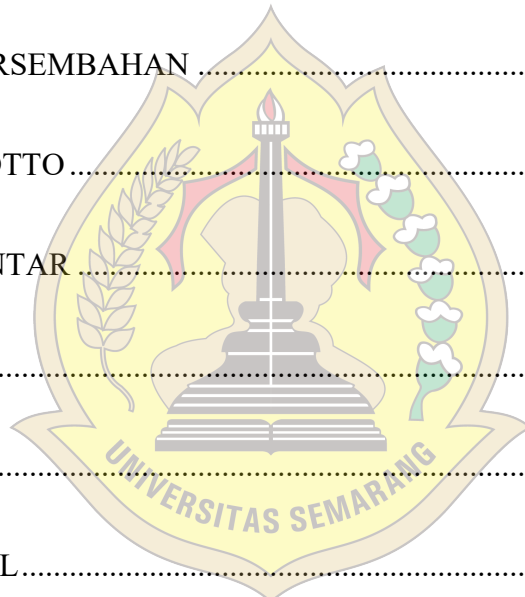 RSEMBAHAN ........................................
OTTO ........................................................
NTAR .......................................................
................................................................
................................................................
UNIVERSITAS SEMARANG
L ..............................................................